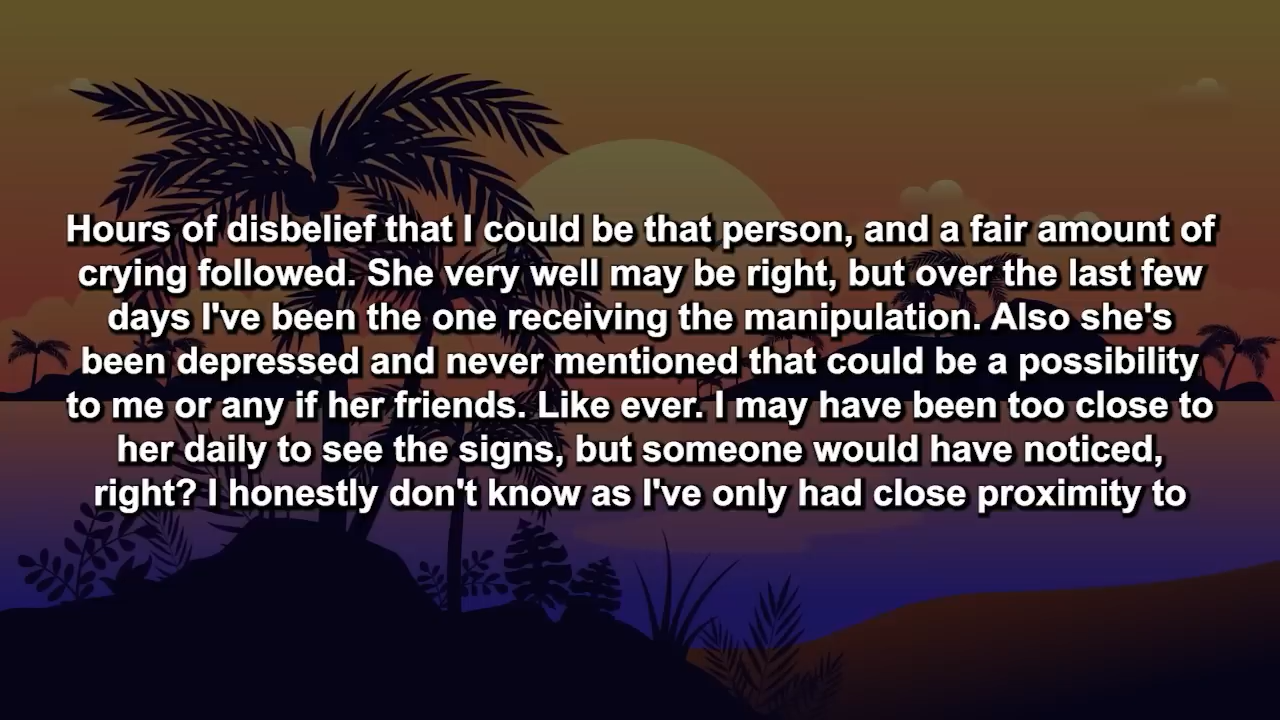 Hours of disbelief that I could be that person, and a fair amount of
crying followed. She very well may be right, but over the last few
days I've been the one receiving the manipulation. Also she's
been depressed and never mentioned that could be a possibility
to me or any if her friends. Like ever. I may have been too close to
her daily to see the signs, but someone would have noticed,
right? I honestly don't know as I've only had close proximity to